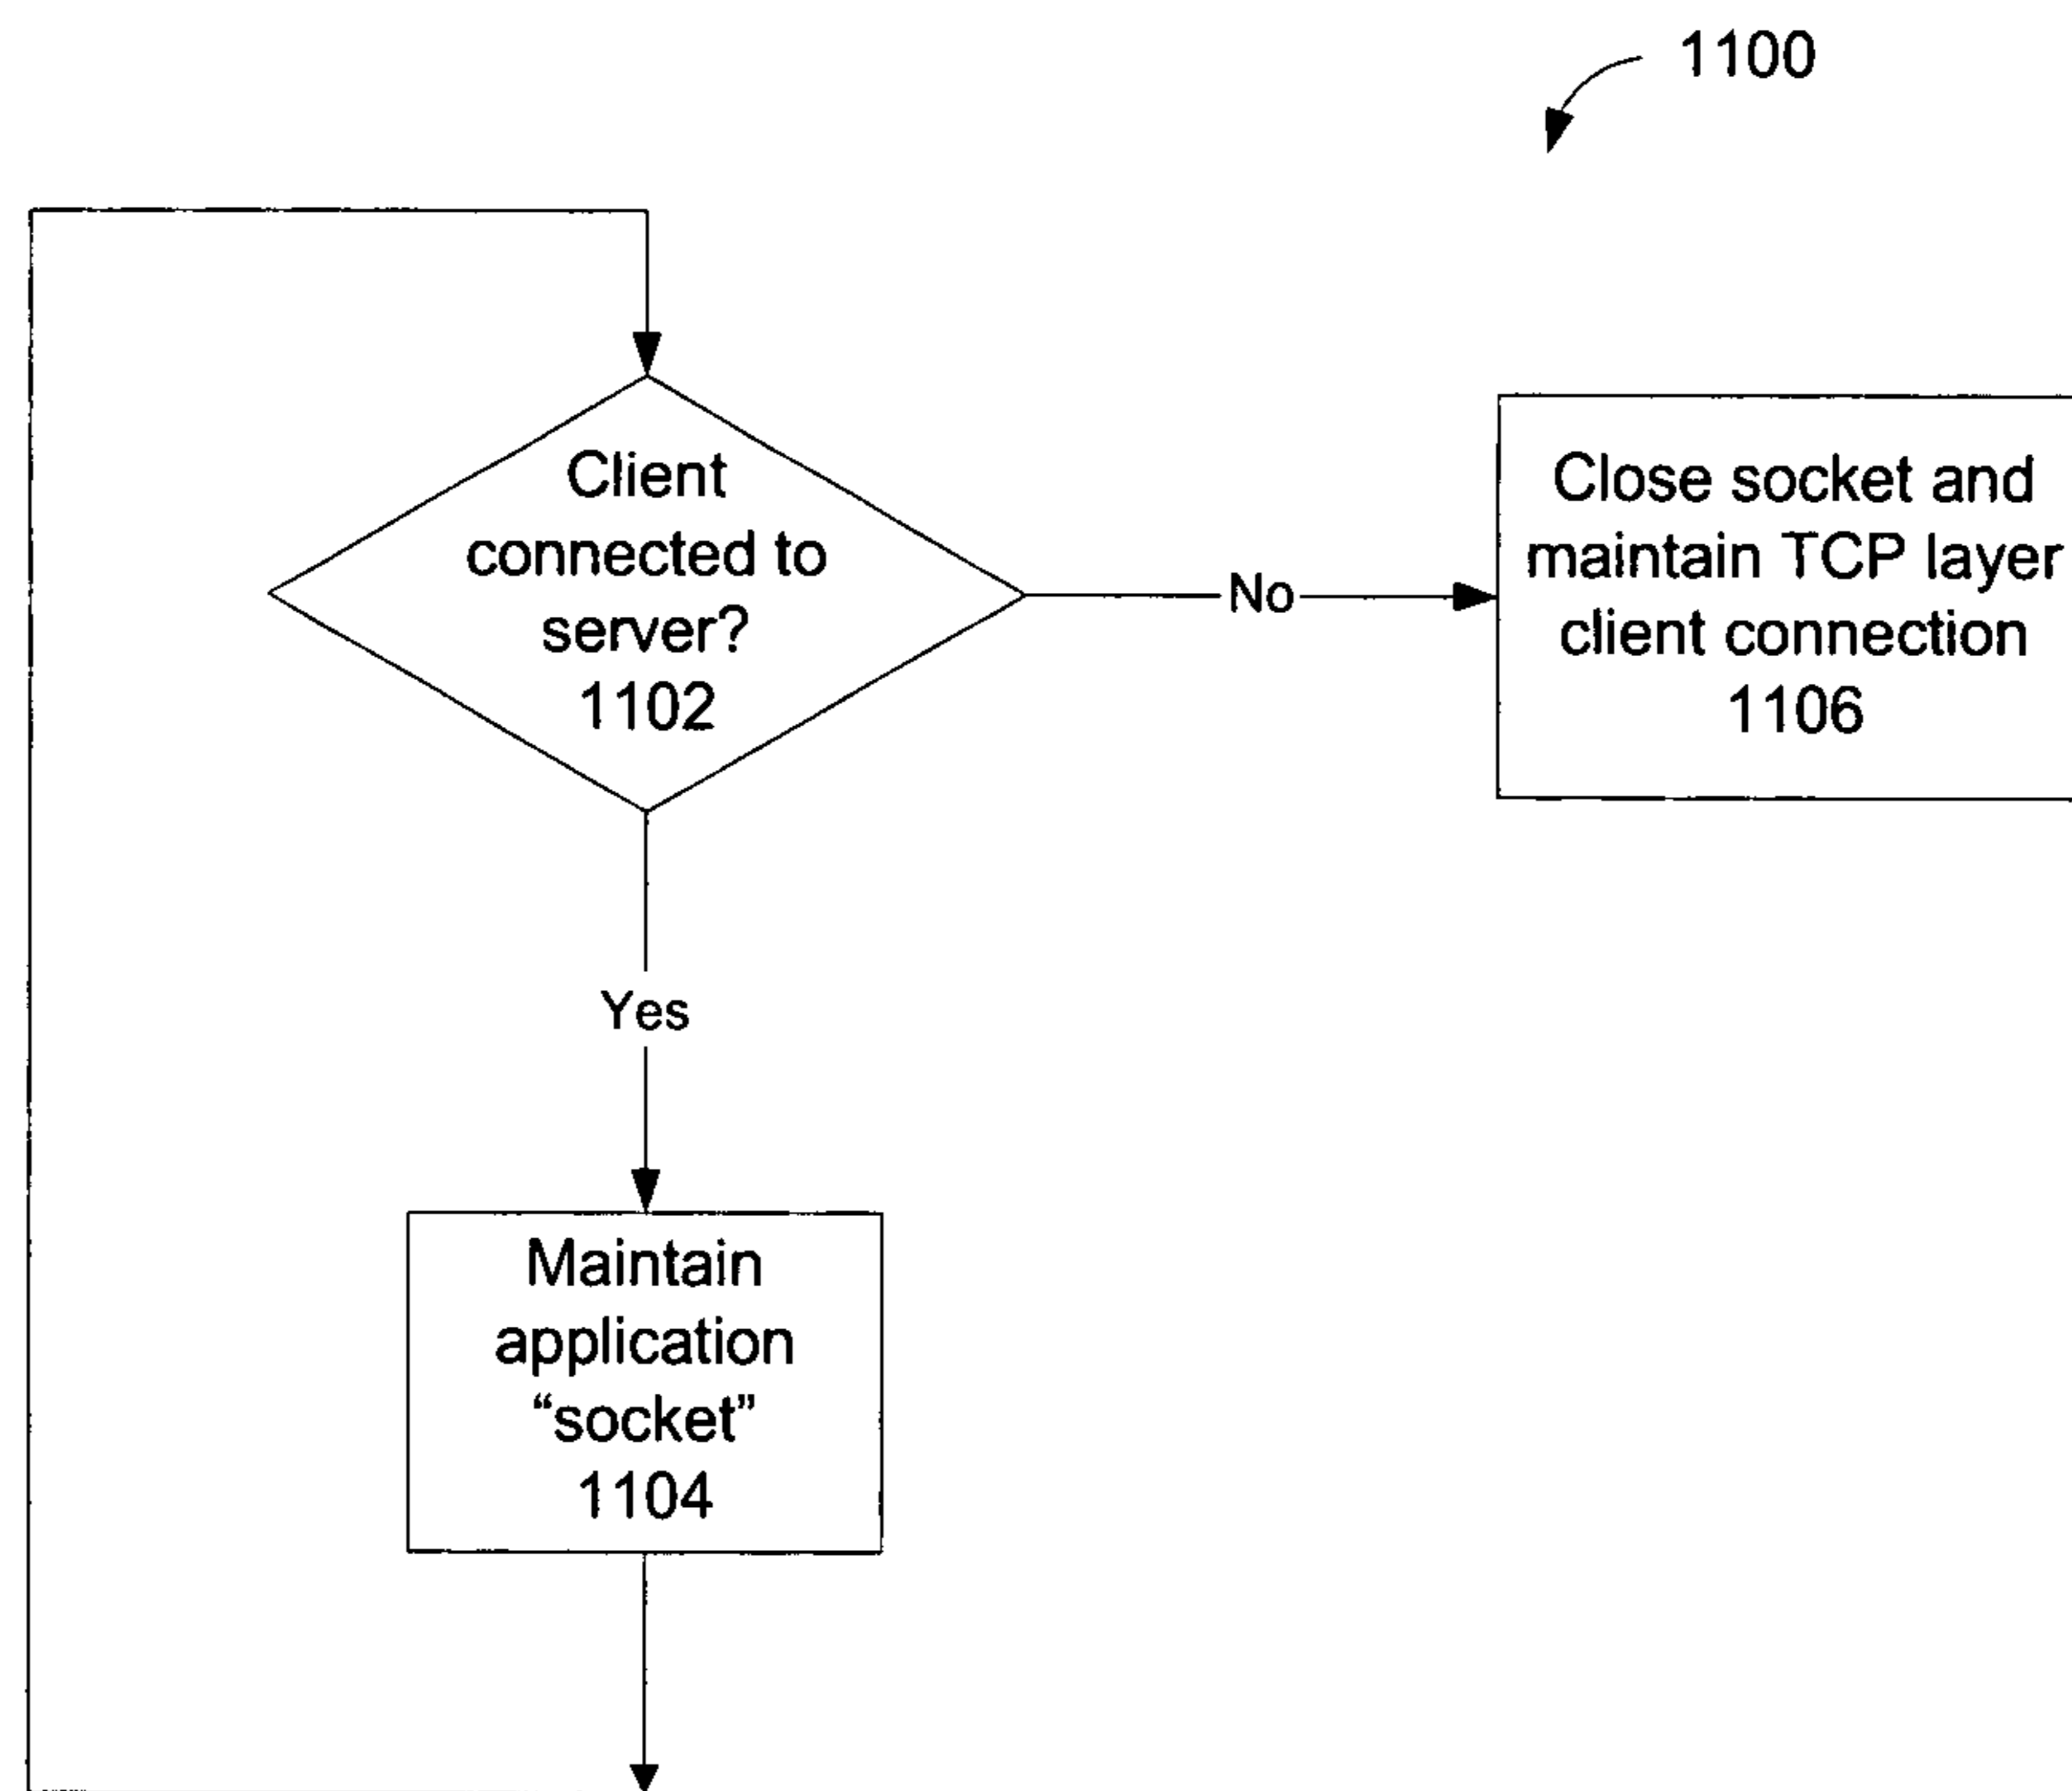 1100
Client
connected to
server?
1102
No
Close socket and
maintain TCP layer
client connection
1106
Yes
Maintain
application
“socket”
1104